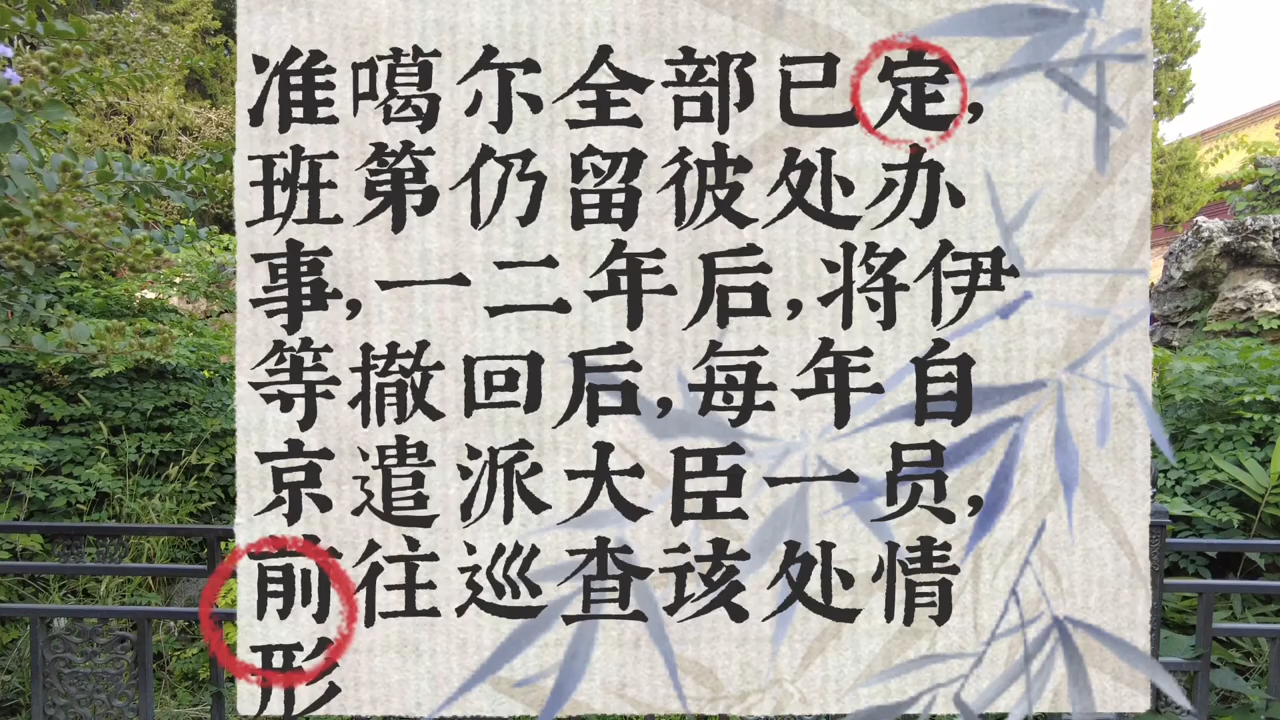 准噶尔全部已定,
班第仍留彼处办
事,一二年后,将伊
等撤回后,每年自
京遣派大臣一员,
前往巡查该处情
形